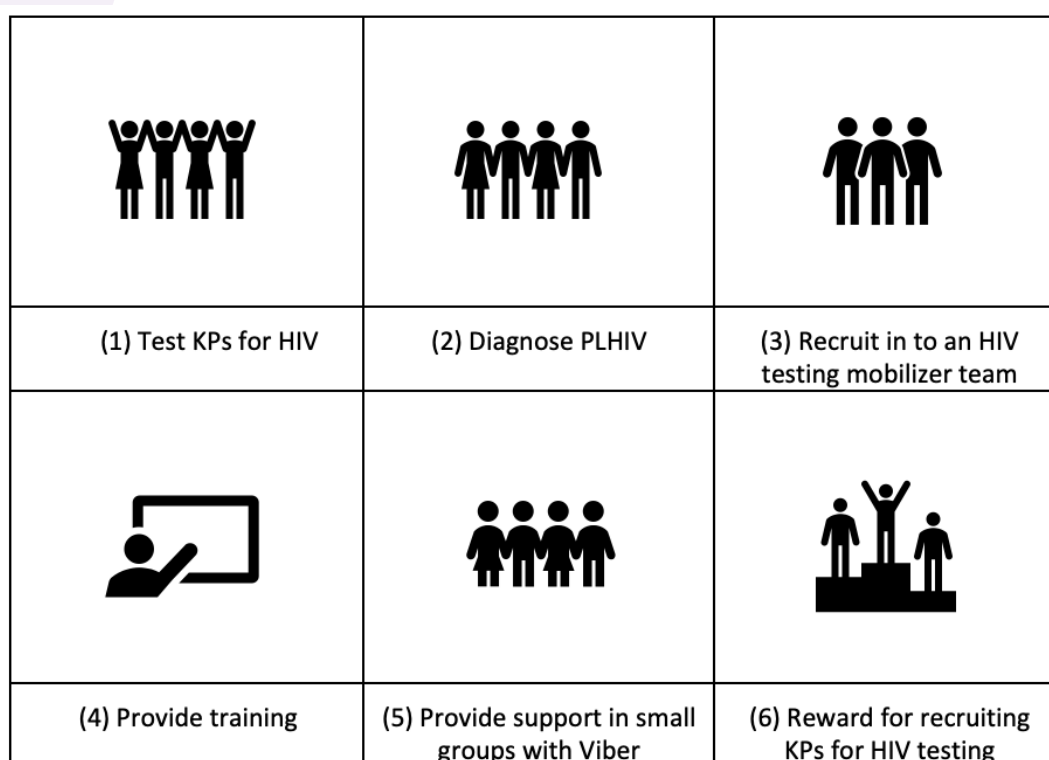 (1) Test KPs for HIV
(2) Diagnose PLHIV
(3) Recruit in to an HIV
testing mobilizer team
(4) Provide training
(5) Provide support in small
groups with Viber
(6) Reward for recruiting
KPs for HIV testing